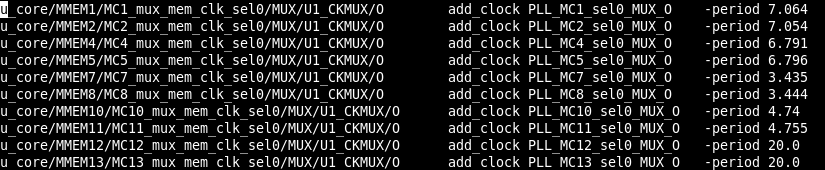 u_core/MMEM1/MC1_mux_mem_clk_sel0/MUX/U1_CKMUX/O add_clock PLL_MC1_sel0_MUX_O -period 7.064
u_core/MMEM2/MC2_mux_mem_clk_sel0/MUX/U1_CKMUX/O add_clock PLL_MC2_sel0_MUX_O -period 7.054
u_core/MMEM4/MC4_mux_mem_clk_sel0/MUX/U1_CKMUX/O add_clock PLL_MC4_sel0_MUX_O -period 6.791
u_core/MMEM5/MC5_mux_mem_clk_sel0/MUX/U1_CKMUX/O add_clock PLL_MC5_sel0_MUX_O -period 6.796
u_core/MMEM7/MC7_mux_mem_clk_sel0/MUX/U1_CKMUX/O add_clock PLL_MC7_sel0_MUX_O -period 3.435
u_core/MMEM8/MC8_mux_mem_clk_sel0/MUX/U1_CKMUX/O add_clock PLL_MC8_sel0_MUX_O -period 3.444
u_core/MMEM10/MC10_mux_mem_clk_sel0/MUX/U1_CKMUX/O add_clock PLL_MC10_sel0_MUX_O -period 4.74
u_core/MMEM11/MC11_mux_mem_clk_sel0/MUX/U1_CKMUX/O add_clock PLL_MC11_sel0_MUX_O -period 4.755
u_core/MMEM12/MC12_mux_mem_clk_sel0/MUX/U1_CKMUX/O add_clock PLL_MC12_sel0_MUX_O -period 20.0
u_core/MMEM13/MC13_mux_mem_clk_sel0/MUX/U1_CKMUX/O add_clock PLL_MC13_sel0_MUX_O -period 20.0